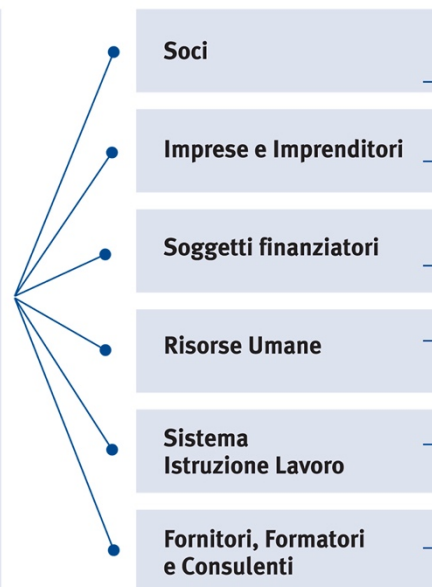 Soci
Imprese e Imprenditori
Soggetti finanziatori
Risorse Umane
Sistema
Istruzione Lavoro
Fornitori, Formatori
e Consulenti